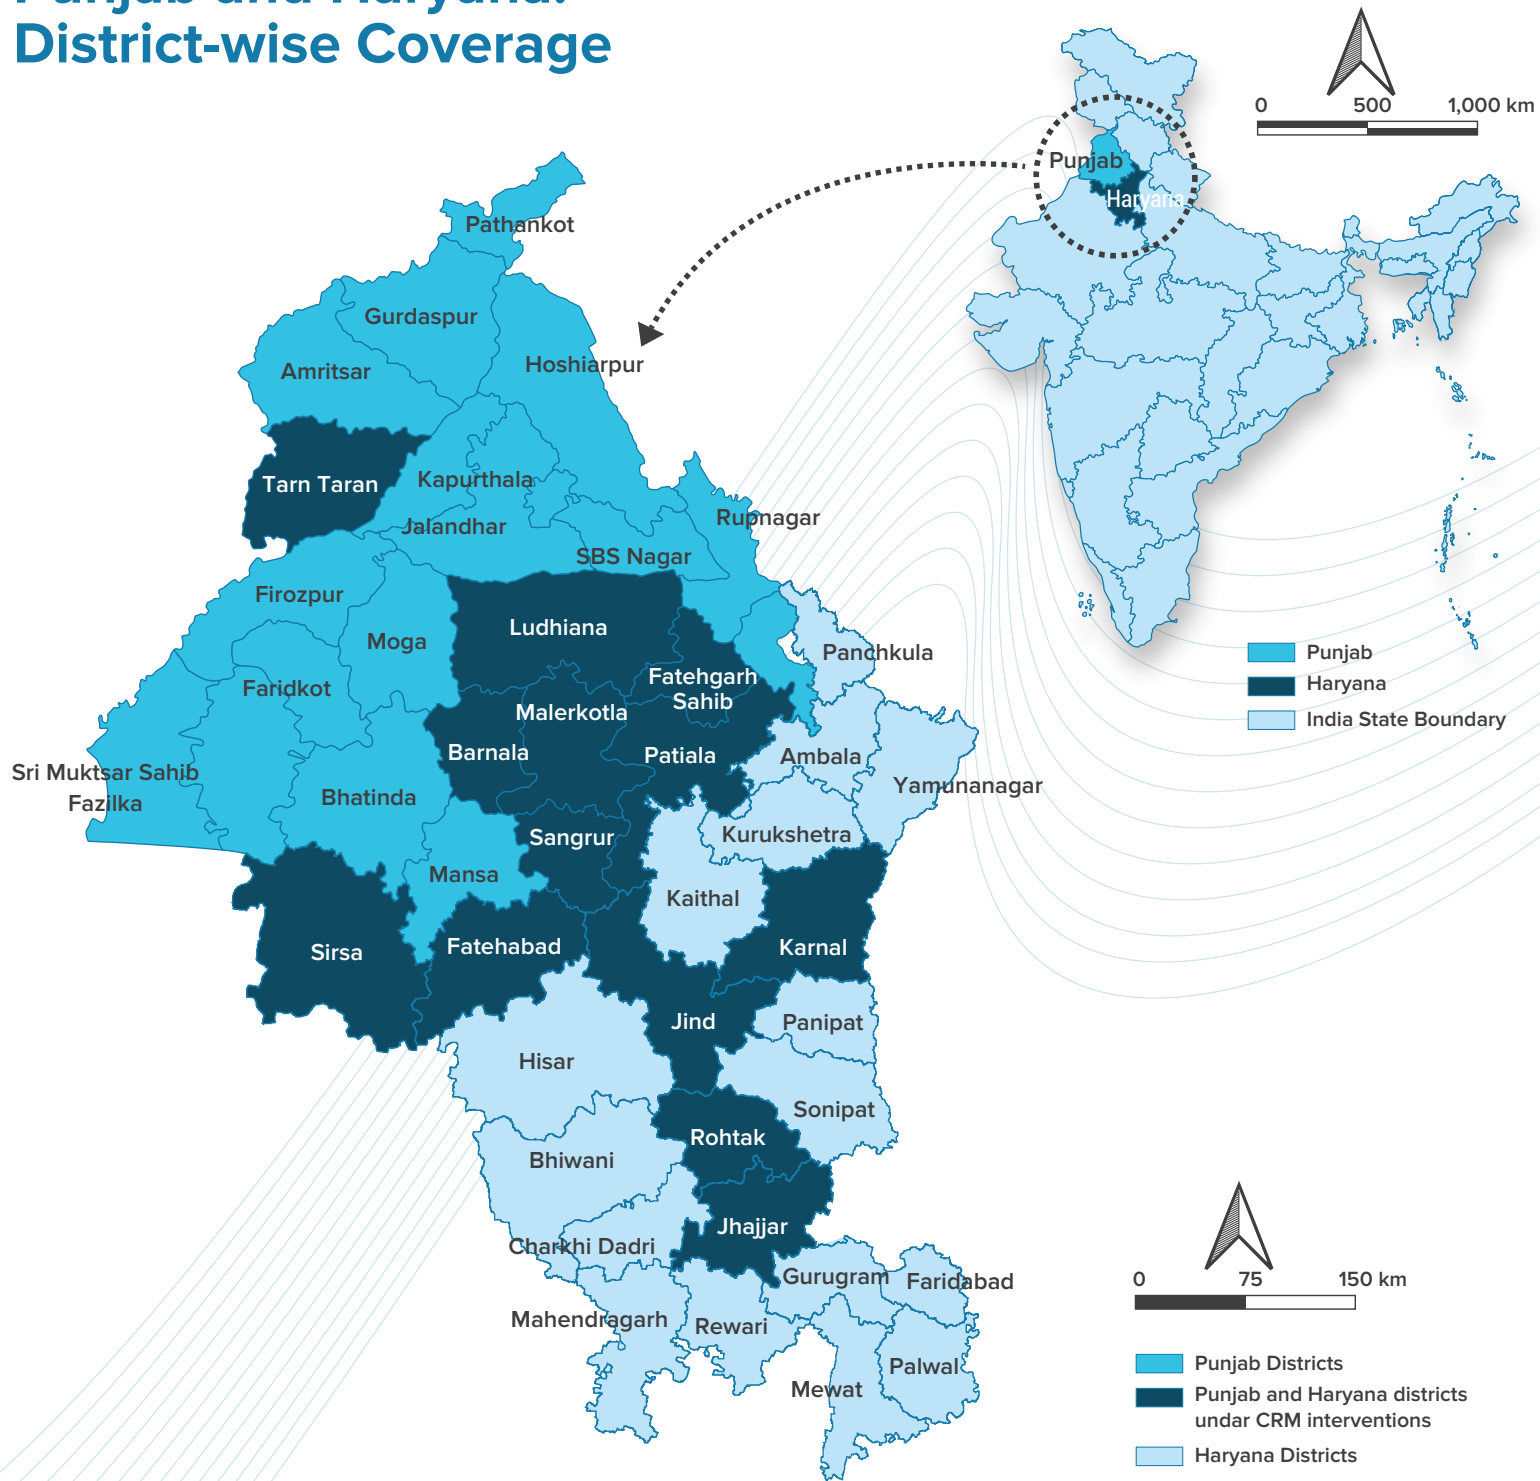 Punjab and Haryana:
District-wise Coverage
0 500 1,000 km
Punjab
Haryana
Pathankot
Gurdaspur
Amritsar
Hoshiarpur
Tarn Taran
Kapurthala
Jalandhar
Rupnagar
SBS Nagar
Firozpur
Moga
Ludhiana
Panchkula
Faridkot
Fatehgarh
Sahib
Malerkotla
Barnala
Patiala
Ambala
Sri Muktsar Sahib
Fazilka
Bhatinda
Yamunanagar
Sangrur
Kurukshetra
Mansa
Kaithal
Sirsa
Fatehabad
Karnal
Jind
Panipat
Hisar
Sonipat
Rohtak
Bhiwani
Jhajjar
Charkhi Dadri
Gurugram
Faridabad
Mahendragarh
Rewari
Palwal
Mewat
Punjab
Haryana
India State Boundary
0 75 150 km
Punjab Districts
Punjab and Haryana districts
undar CRM interventions
Haryana Districts